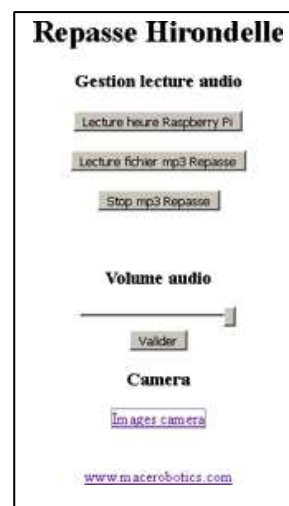 Repasse Hirondelle
Gestion lecture audio
Lecture heure Raspberry Pi
Lecture fichier mp3 Repasse
Stop mp3 Repasse
Volume audio
Valider
Camera
Images camera
www.macerobotics.com